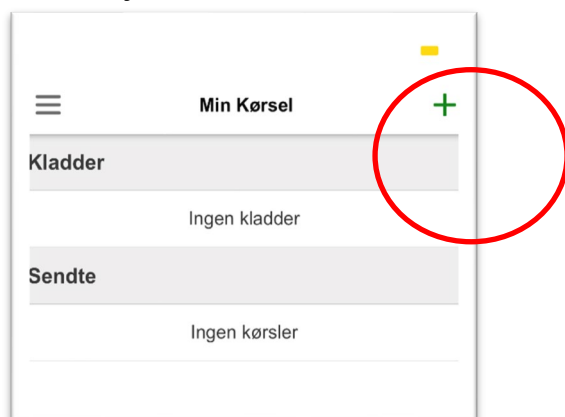 Min Kørsel
Kladder
Ingen kladder
Sendte
Ingen kørsler